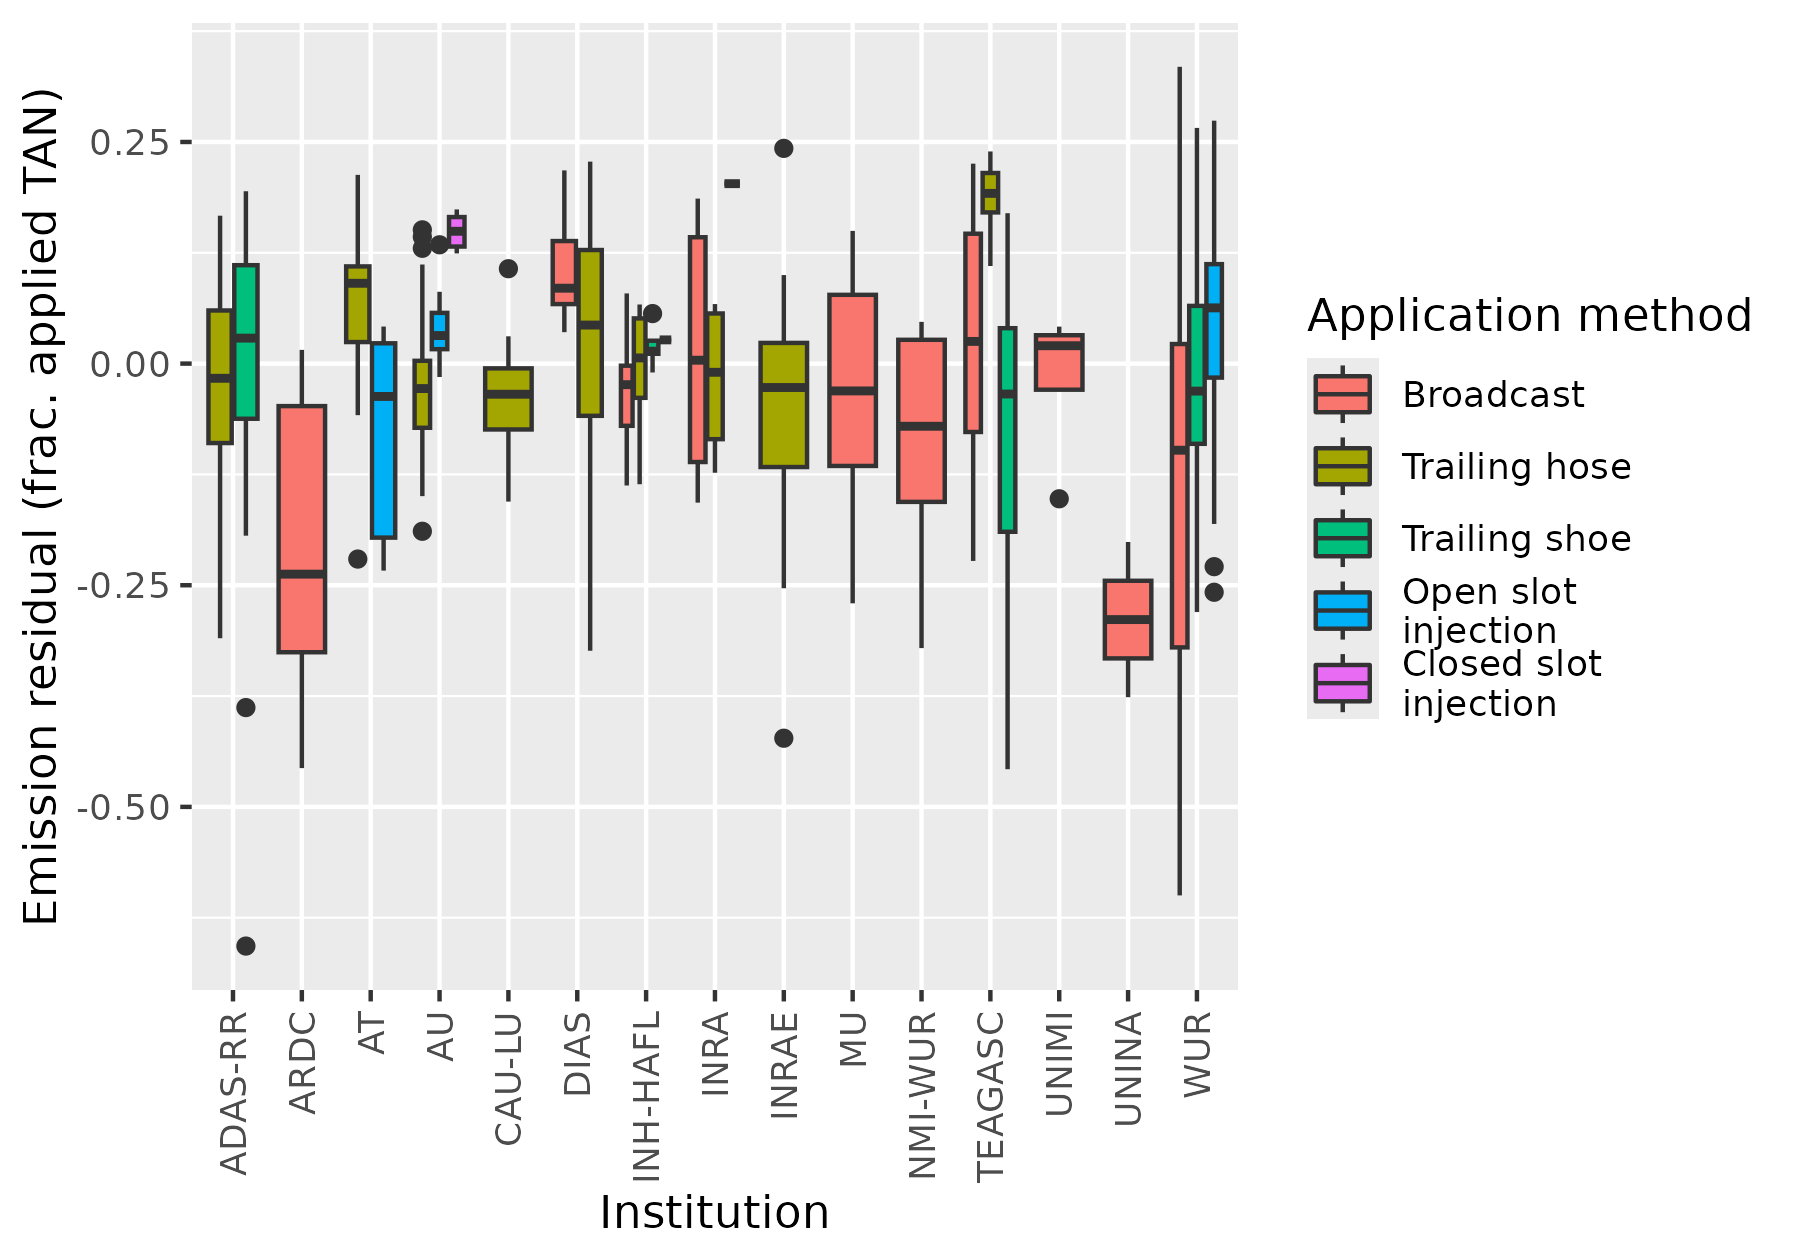 Emission residual (frac. applied TAN)
0.25
0.00
-0.25
-0.50
ADAS-RR
ARDC
AT
AU
CAU-LU
DIAS
INH-HAFL
INRA
INRAE
MU
NMI-WUR
TEAGASC
UNIMI
UNINA
WUR
Institution
Application method
Broadcast
Trailing hose
Trailing shoe
Open slot
injection
Closed slot
injection